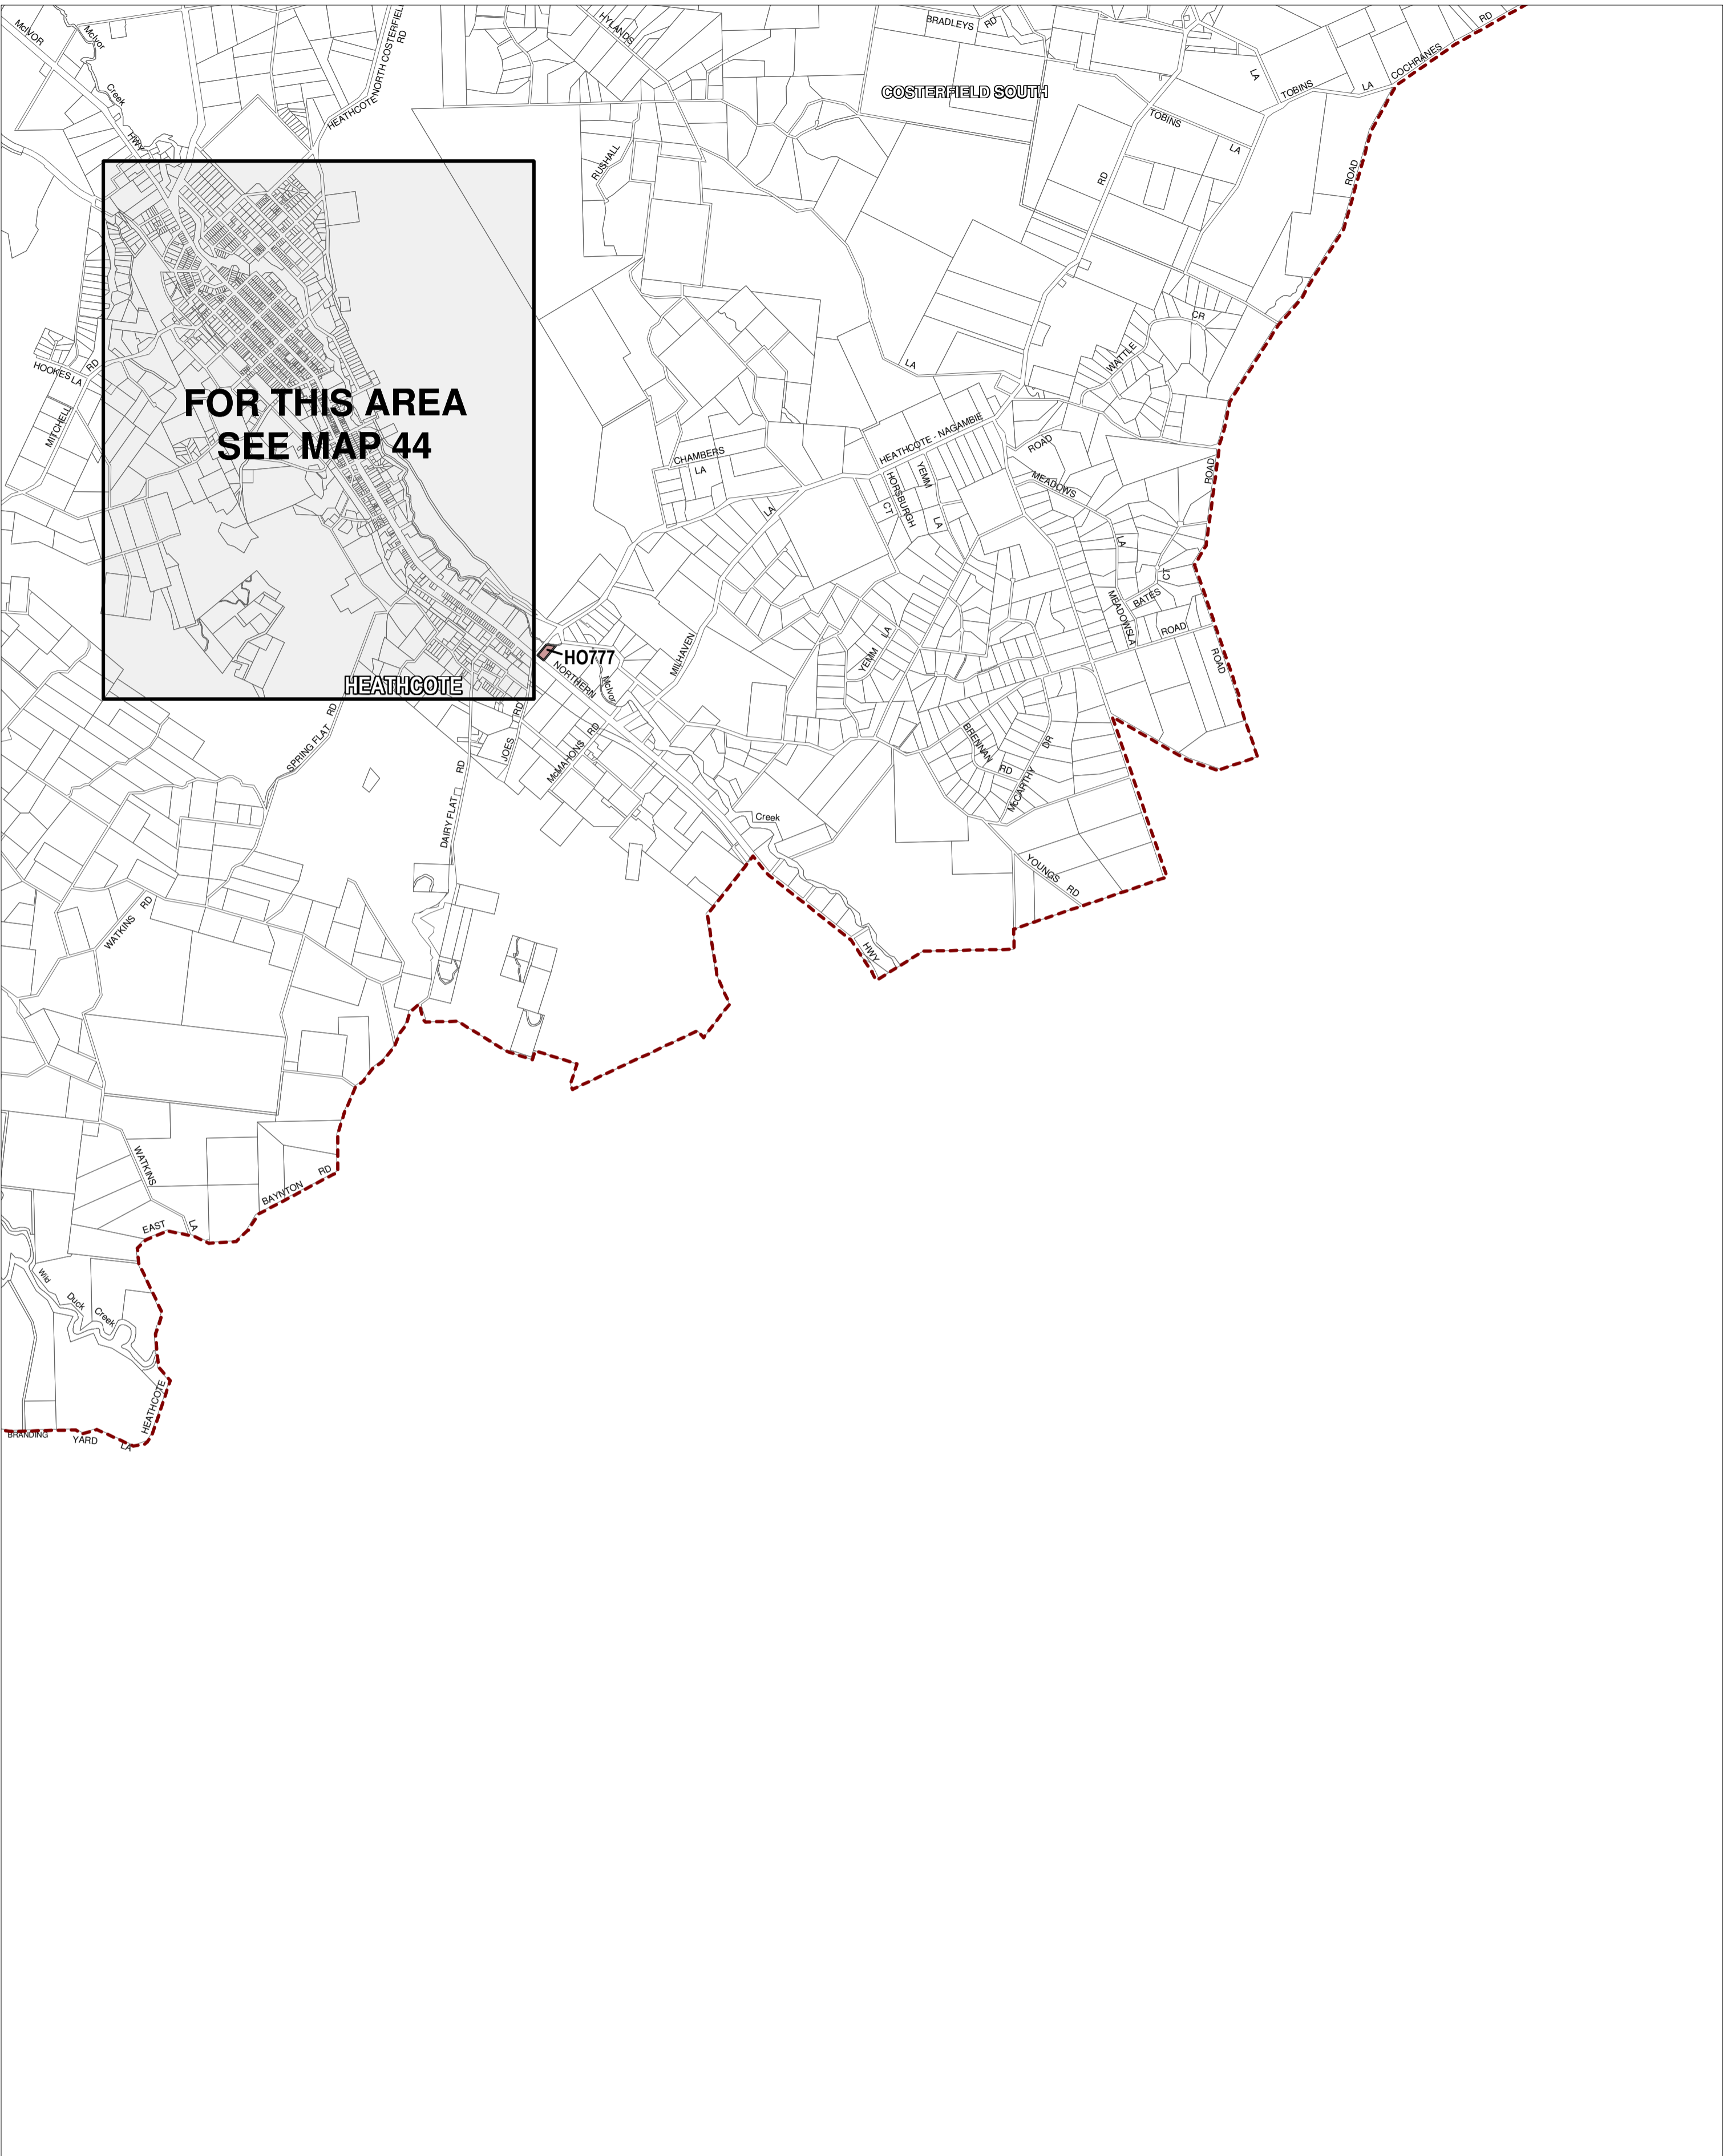 McIVOR
McIvor
Creek
HWY
HEATHCOTE
NORTH COSTERFIEL
RD
HYLANDS
BRADLEYS
RD
COSTERFIELD SOUTH
LA
TOBINS
LA
COCHRANES
RD
TOBINS
LA
RD
ROAD
RUSHALL
CR
WATTLE
LA
HOOKES LA
RD
MITCHELL
FOR THIS AREA
SEE MAP 44
HEATHCOTE - NAGAMBIE
CHAMBERS
LA
LA
YEMM
LA
HORSBURGH
CT
ROAD
MEADOWS
LA
ROAD
CT
BATES
MEADOWS
LA
ROAD
ROAD
MILHAVEN
YEMM
LA
HO777
NORTHERN
McIvor
HEATHCOTE
SPRING FLAT
RD
JOES
RD
McMAHONS
RD
DAIRY FLAT
RD
BRENNAN
RD
McCARTHY
DR
Creek
YOUNGS
RD
HWY
WATKINS
RD
WATKINS
LA
BAYNTON
RD
EAST
Wild
Duck
Creek
HEATHCOTE
BRANDING
YARD
LA